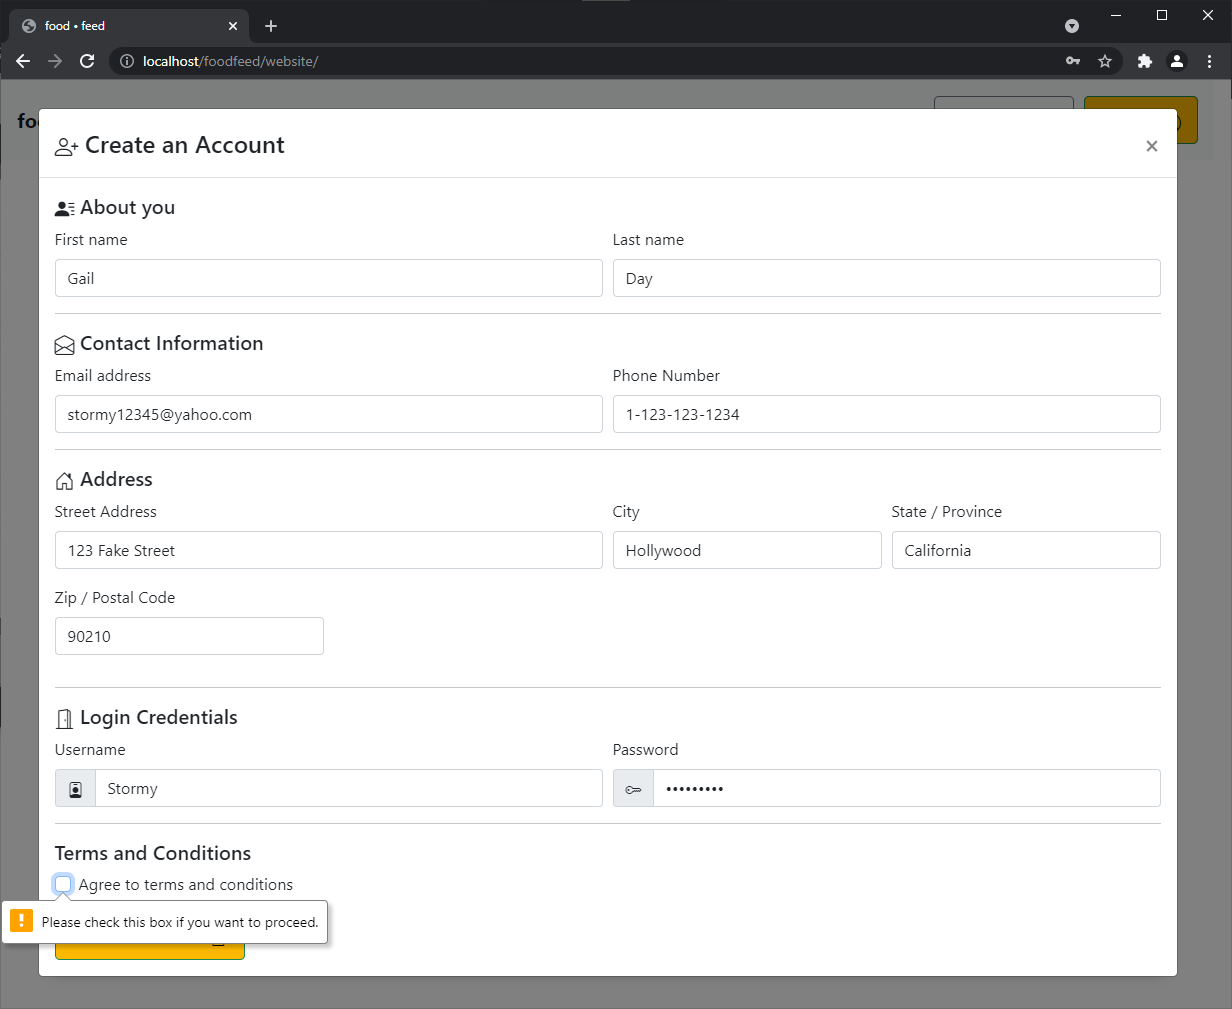 food • feed
localhost/foodfeed/website/
Create an Account
×
About you
First name
Last name
Gail
Day
Contact Information
Email address
Phone Number
stormy12345@yahoo.com
1-123-123-1234
Address
Street Address
City
State / Province
123 Fake Street
Hollywood
California
Zip / Postal Code
90210
Login Credentials
Username
Password
Stormy
•••••••••
Terms and Conditions
Agree to terms and conditions
Please check this box if you want to proceed.